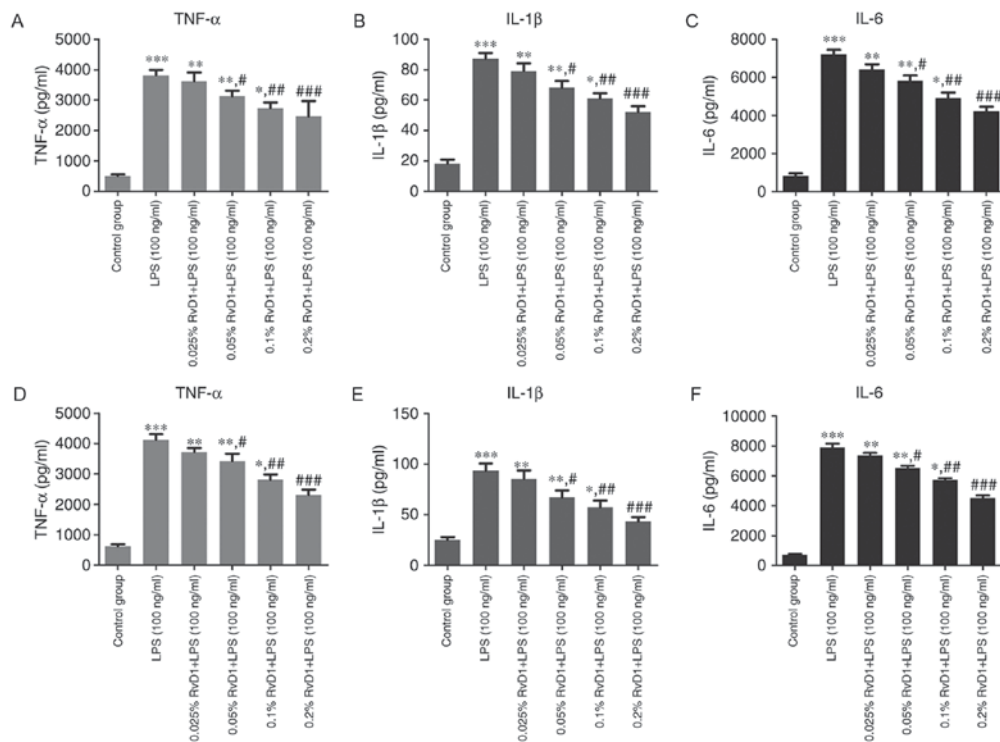 A
TNF-α
5000
4000
3000
2000
1000
0
TNF-α (pg/ml)
***
**
**,#
*,##
###
Control group
LPS (100 ng/ml)
0.025% RvD1+LPS (100 ng/ml)
0.05% RvD1+LPS (100 ng/ml)
0.1% RvD1+LPS (100 ng/ml)
0.2% RvD1+LPS (100 ng/ml)
B
IL-1β
100
80
60
40
20
0
IL-1β (pg/ml)
***
**
**,#
*,##
###
Control group
LPS (100 ng/ml)
0.025% RvD1+LPS (100 ng/ml)
0.05% RvD1+LPS (100 ng/ml)
0.1% RvD1+LPS (100 ng/ml)
0.2% RvD1+LPS (100 ng/ml)
C
IL-6
8000
6000
4000
2000
0
IL-6 (pg/ml)
***
**
**,#
*,##
###
Control group
LPS (100 ng/ml)
0.025% RvD1+LPS (100 ng/ml)
0.05% RvD1+LPS (100 ng/ml)
0.1% RvD1+LPS (100 ng/ml)
0.2% RvD1+LPS (100 ng/ml)
D
TNF-α
5000
4000
3000
2000
1000
0
TNF-α (pg/ml)
***
**
**,#
*,##
###
Control group
LPS (100 ng/ml)
0.025% RvD1+LPS (100 ng/ml)
0.05% RvD1+LPS (100 ng/ml)
0.1% RvD1+LPS (100 ng/ml)
0.2% RvD1+LPS (100 ng/ml)
E
IL-1β
150
100
50
0
IL-1β (pg/ml)
***
**
**,#
*,##
###
Control group
LPS (100 ng/ml)
0.025% RvD1+LPS (100 ng/ml)
0.05% RvD1+LPS (100 ng/ml)
0.1% RvD1+LPS (100 ng/ml)
0.2% RvD1+LPS (100 ng/ml)
F
IL-6
10000
8000
6000
4000
2000
0
IL-6 (pg/ml)
***
**
**,#
*,##
###
Control group
LPS (100 ng/ml)
0.025% RvD1+LPS (100 ng/ml)
0.05% RvD1+LPS (100 ng/ml)
0.1% RvD1+LPS (100 ng/ml)
0.2% RvD1+LPS (100 ng/ml)